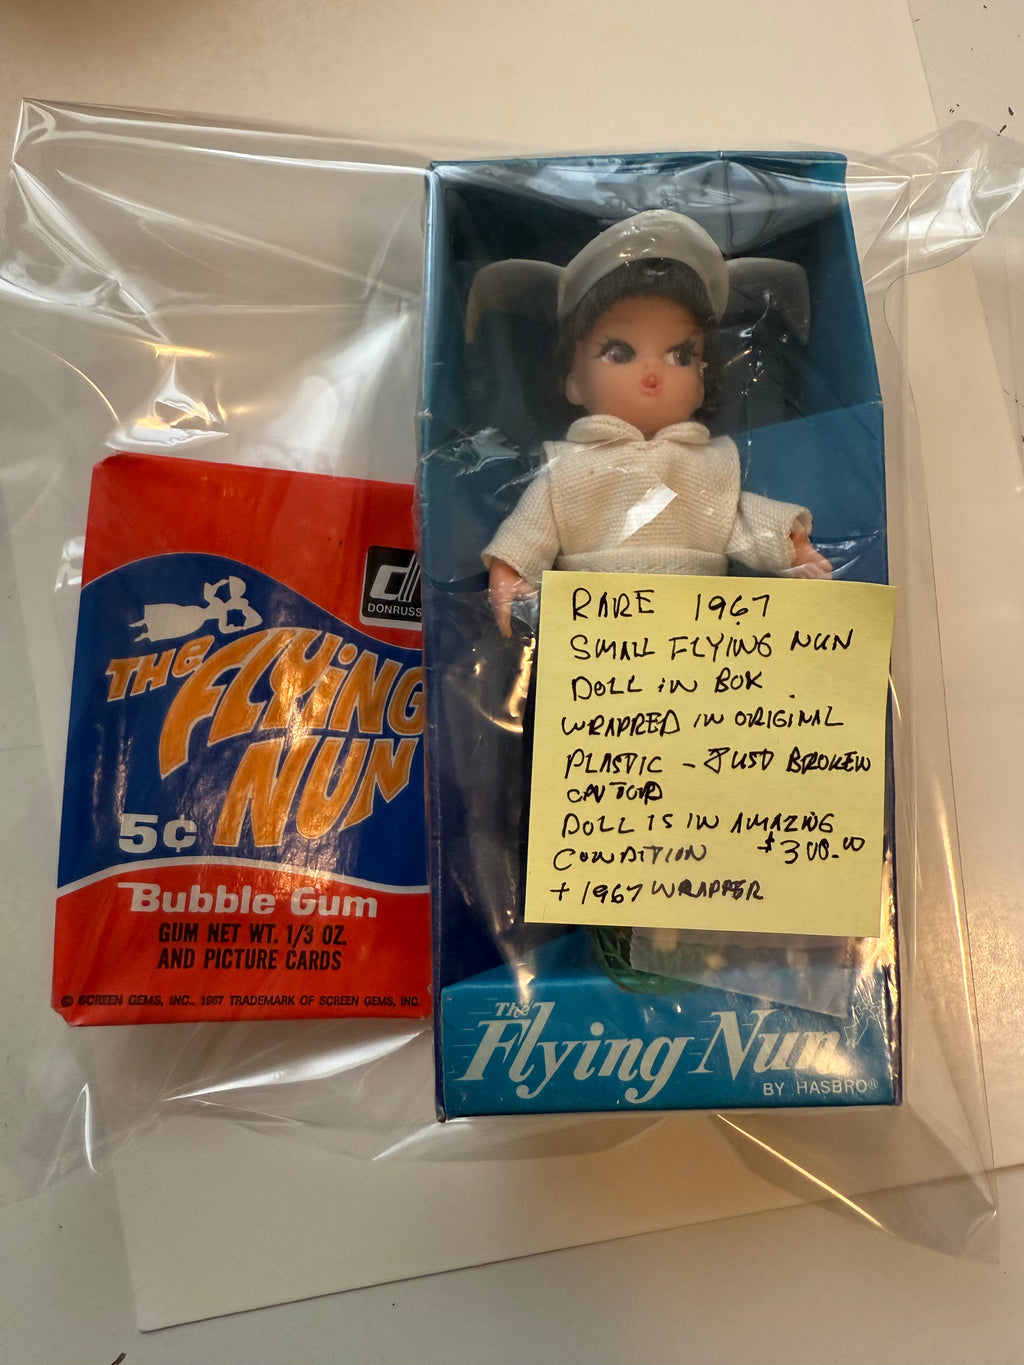 DONRUSS
THE FLYING
NUN
5¢
Bubble Gum
GUM NET WT. 1/3 OZ.
AND PICTURE CARDS
© SCREEN GEMS, INC., 1967 TRADEMARK OF SCREEN GEMS, INC.
RARE 1967
SMALL FLYING NUN
DOLL IN BOX
WRAPPED IN ORIGINAL
PLASTIC - JUST BROKEN
ON TOP
DOLL IS IN AMAZING
CONDITION $300.00
+ 1967 WRAPPER
The
Flying Nun
BY HASBRO®